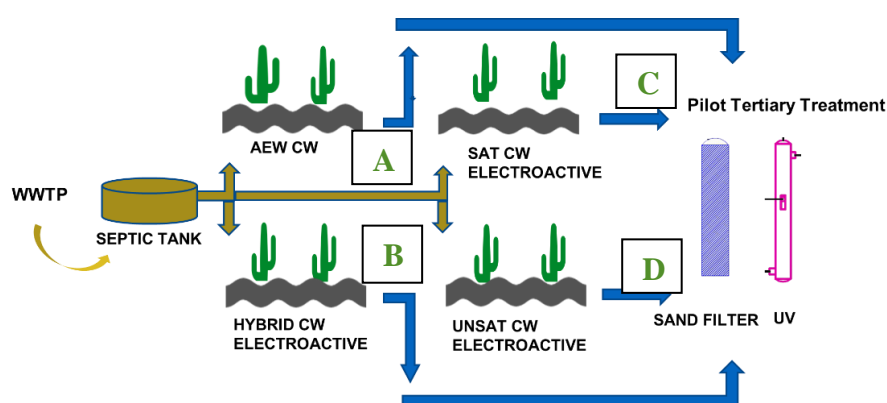 C
Pilot Tertiary Treatment
AEW CW
A
SAT CW
ELECTROACTIVE
WWTP
SEPTIC TANK
B
D
HYBRID CW
ELECTROACTIVE
UNSAT CW
ELECTROACTIVE
SAND FILTER
UV